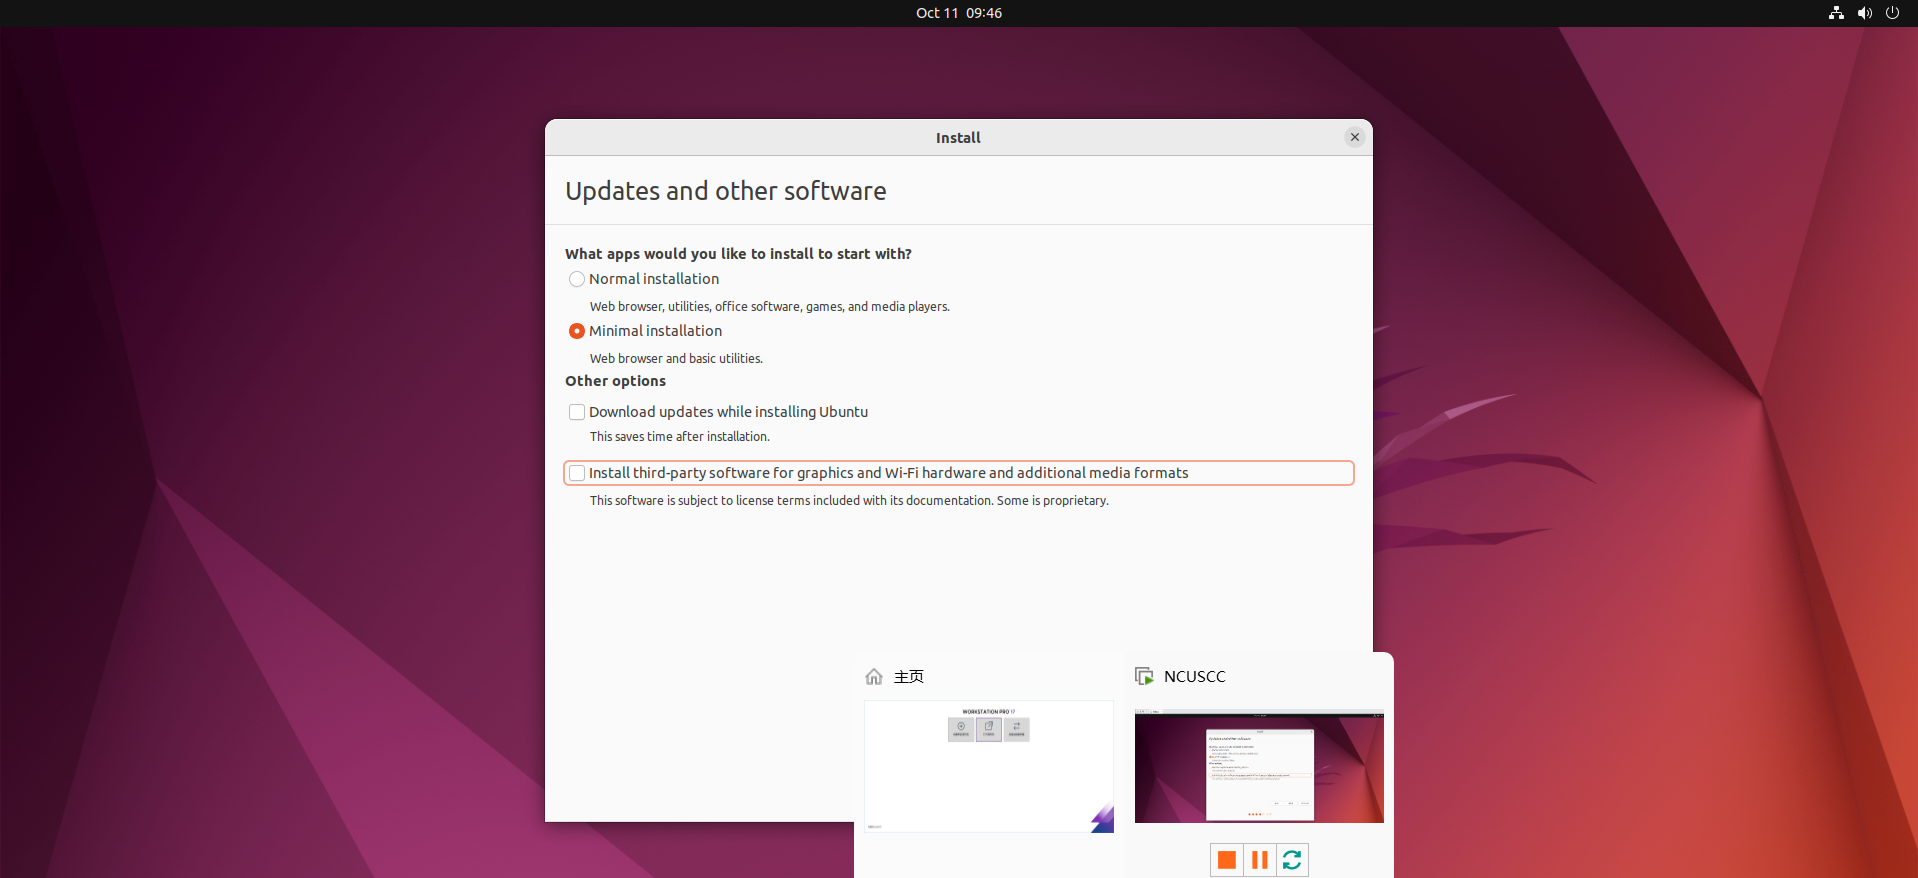 Oct 11 09:46
Install
Updates and other software
What apps would you like to install to start with?
Normal installation
Web browser, utilities, office software, games, and media players.
Minimal installation
Web browser and basic utilities.
Other options
Download updates while installing Ubuntu
This saves time after installation.
Install third-party software for graphics and Wi-Fi hardware and additional media formats
This software is subject to license terms included with its documentation. Some is proprietary.
主页
NCUSCC
WORKSTATION PRO 17